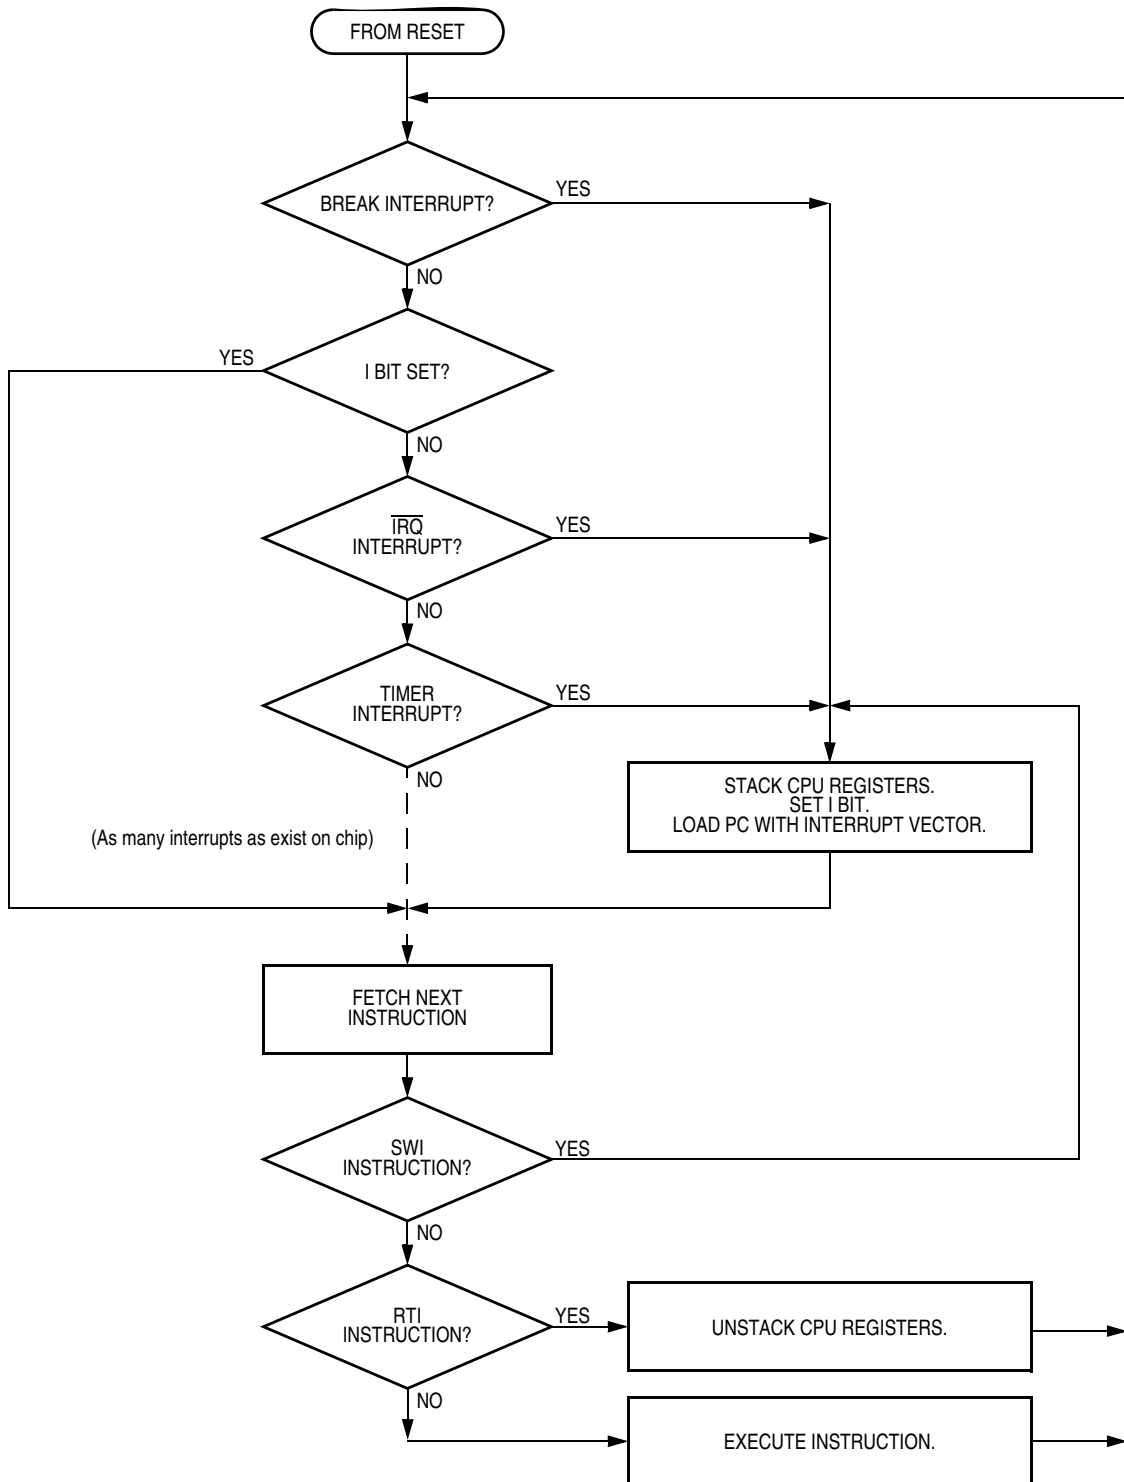 FROM RESET
BREAK INTERRUPT?
YES
NO
YES
I BIT SET?
NO
IRQ
INTERRUPT?
YES
NO
TIMER
INTERRUPT?
YES
NO
STACK CPU REGISTERS.
SET I BIT.
LOAD PC WITH INTERRUPT VECTOR.
(As many interrupts as exist on chip)
FETCH NEXT
INSTRUCTION
SWI
INSTRUCTION?
YES
NO
RTI
INSTRUCTION?
YES
UNSTACK CPU REGISTERS.
NO
EXECUTE INSTRUCTION.